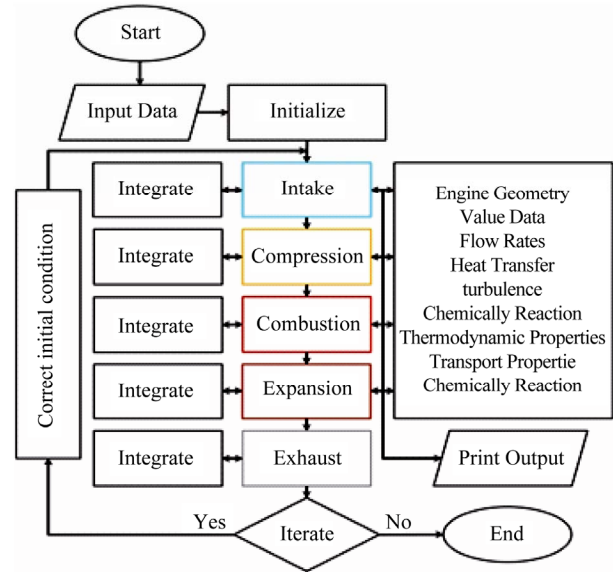 Start
Input Data
Initialize
Integrate
Intake
Engine Geometry
Value Data
Flow Rates
Heat Transfer
turbulence
Chemically Reaction
Thermodynamic Properties
Transport Propertie
Chemically Reaction
Integrate
Compression
Integrate
Combustion
Integrate
Expansion
Integrate
Exhaust
Print Output
Correct initial condition
Yes
Iterate
No
End